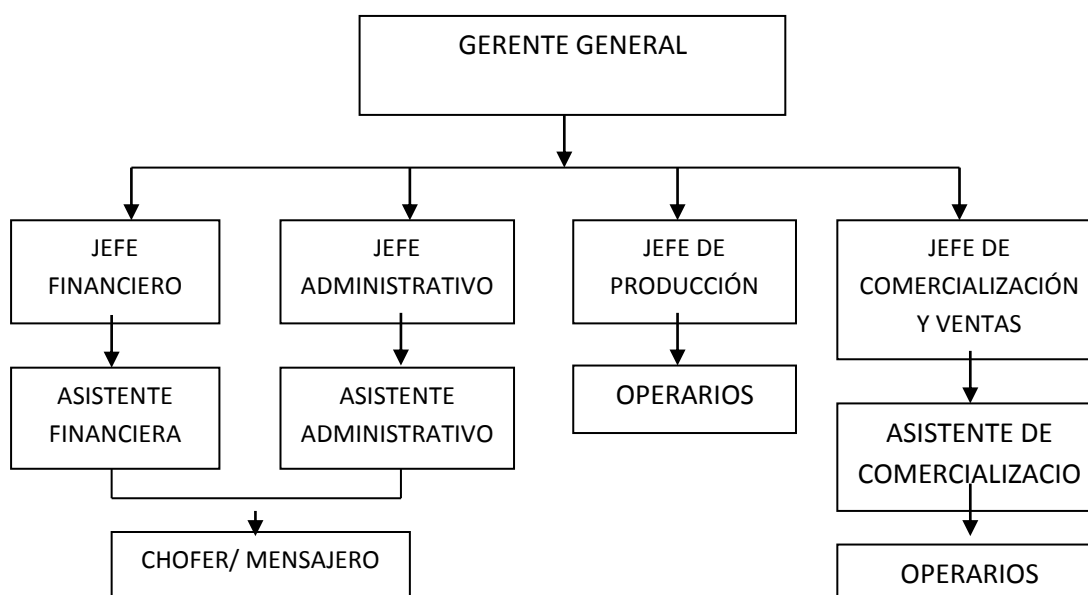 GERENTE GENERAL
JEFE
FINANCIERO
JEFE
ADMINISTRATIVO
JEFE DE
PRODUCCIÓN
JEFE DE
COMERCIALIZACIÓN
Y VENTAS
ASISTENTE
FINANCIERA
ASISTENTE
ADMINISTRATIVO
OPERARIOS
ASISTENTE DE
COMERCIALIZACIO
CHOFER/ MENSAJERO
OPERARIOS